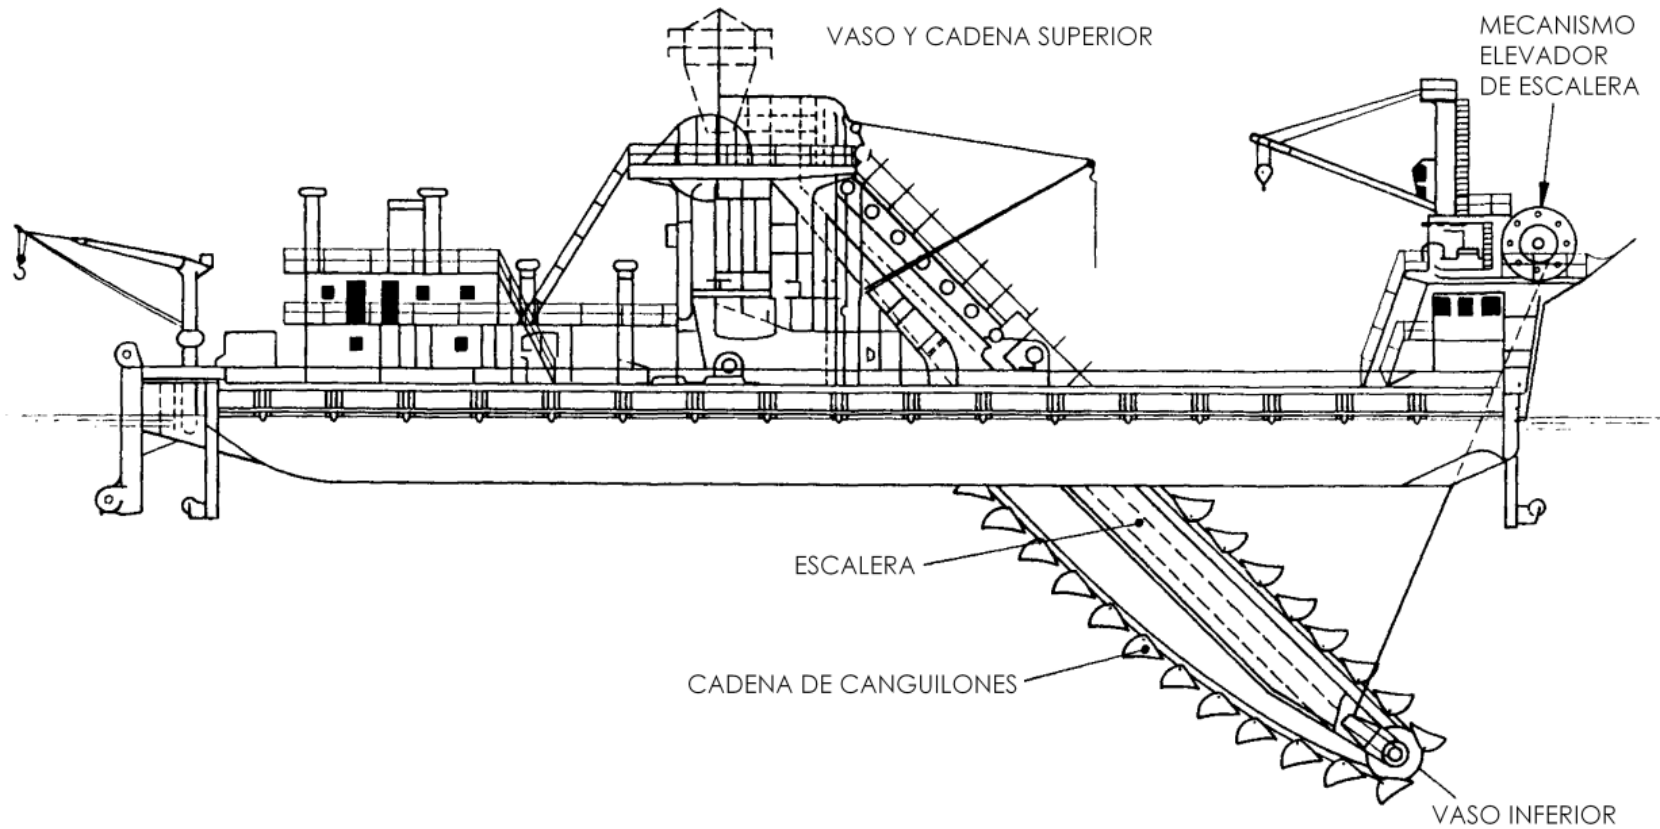 VASO Y CADENA SUPERIOR
MECANISMO
ELEVADOR
DE ESCALERA
ESCALERA
CADENA DE CANGUILONES
VASO INFERIOR